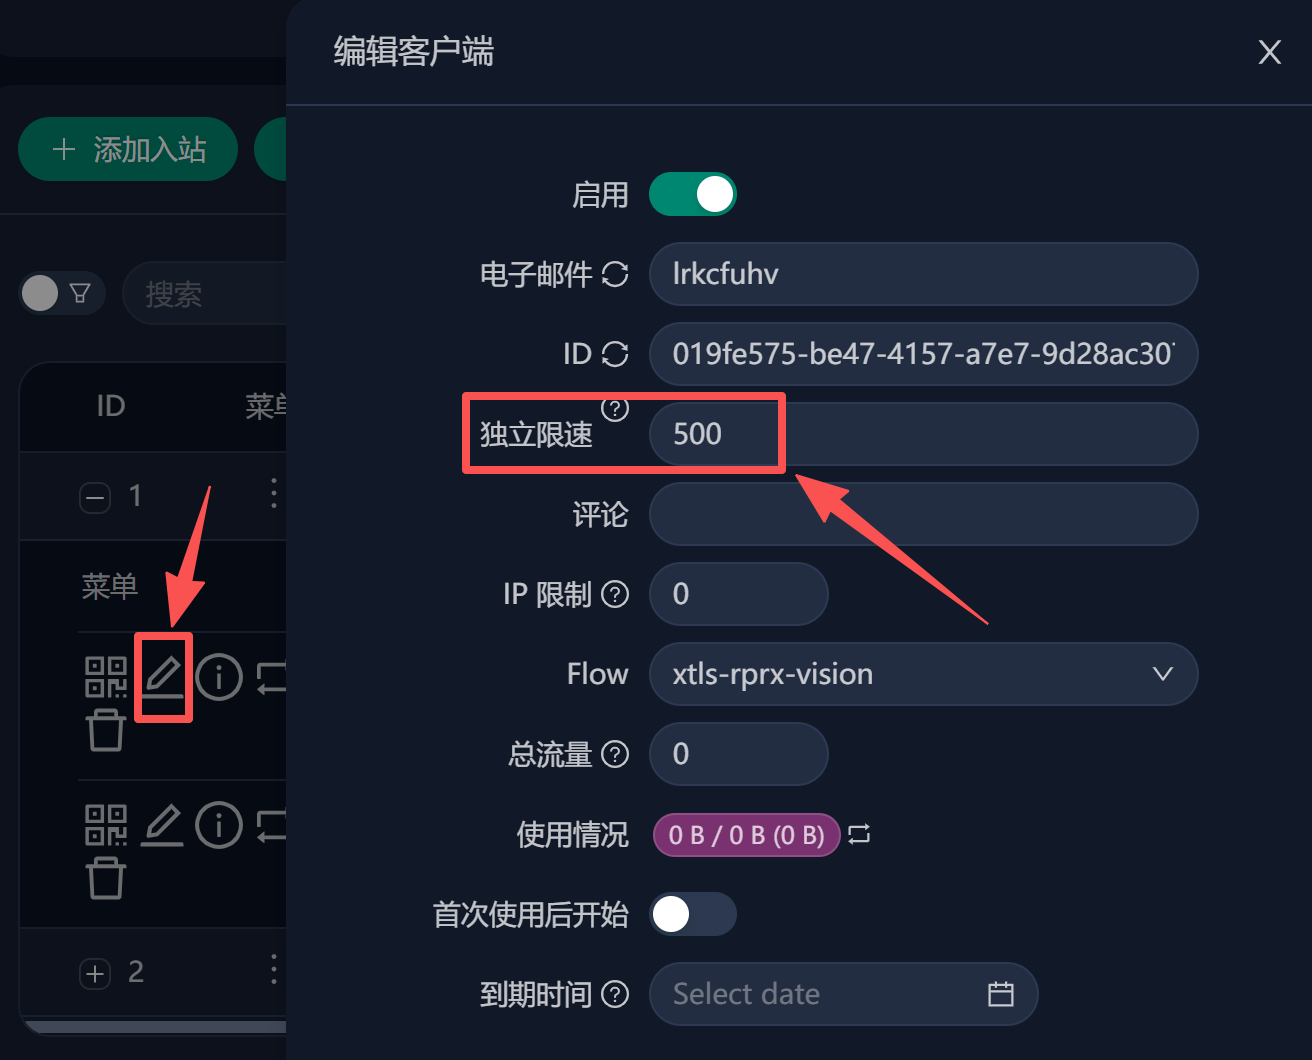 编辑客户端
X
添加入站
启用
电子邮件 lrkcfuhv
搜索
ID 019fe575-be47-4157-a7e7-9d28ac30
ID 菜单
独立限速 ? 500
1
评论
菜单
IP 限制 ? 0
Flow xtls-rprx-vision
总流量 ? 0
使用情况 0 B / 0 B (0 B)
首次使用后开始
2
到期时间 ? Select date